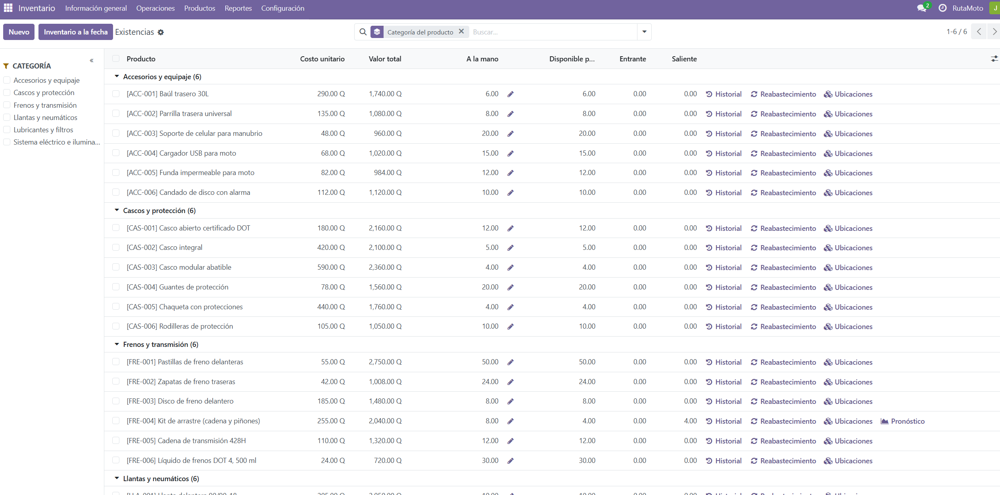 Inventario Información general Operaciones Productos Reportes Configuración 2 RutaMoto J
Nuevo Inventario a la fecha Existencias Categoría del producto Buscar... 1-6 / 6
CATEGORÍA
Accesorios y equipaje
Cascos y protección
Frenos y transmisión
Llantas y neumáticos
Lubricantes y filtros
Sistema eléctrico e ilumina...
Producto Costo unitario Valor total A la mano Disponible p... Entrante Saliente
Accesorios y equipaje (6)
[ACC-001] Baúl trasero 30L 290.00 Q 1,740.00 Q 6.00 6.00 0.00 0.00 Historial Reabastecimiento Ubicaciones
[ACC-002] Parrilla trasera universal 135.00 Q 1,080.00 Q 8.00 8.00 0.00 0.00 Historial Reabastecimiento Ubicaciones
[ACC-003] Soporte de celular para manubrio 48.00 Q 960.00 Q 20.00 20.00 0.00 0.00 Historial Reabastecimiento Ubicaciones
[ACC-004] Cargador USB para moto 68.00 Q 1,020.00 Q 15.00 15.00 0.00 0.00 Historial Reabastecimiento Ubicaciones
[ACC-005] Funda impermeable para moto 82.00 Q 984.00 Q 12.00 12.00 0.00 0.00 Historial Reabastecimiento Ubicaciones
[ACC-006] Candado de disco con alarma 112.00 Q 1,120.00 Q 10.00 10.00 0.00 0.00 Historial Reabastecimiento Ubicaciones
Cascos y protección (6)
[CAS-001] Casco abierto certificado DOT 180.00 Q 2,160.00 Q 12.00 12.00 0.00 0.00 Historial Reabastecimiento Ubicaciones
[CAS-002] Casco integral 420.00 Q 2,100.00 Q 5.00 5.00 0.00 0.00 Historial Reabastecimiento Ubicaciones
[CAS-003] Casco modular abatible 590.00 Q 2,360.00 Q 4.00 4.00 0.00 0.00 Historial Reabastecimiento Ubicaciones
[CAS-004] Guantes de protección 78.00 Q 1,560.00 Q 20.00 20.00 0.00 0.00 Historial Reabastecimiento Ubicaciones
[CAS-005] Chaqueta con protecciones 440.00 Q 1,760.00 Q 4.00 4.00 0.00 0.00 Historial Reabastecimiento Ubicaciones
[CAS-006] Rodilleras de protección 105.00 Q 1,050.00 Q 10.00 10.00 0.00 0.00 Historial Reabastecimiento Ubicaciones
Frenos y transmisión (6)
[FRE-001] Pastillas de freno delanteras 55.00 Q 2,750.00 Q 50.00 50.00 0.00 0.00 Historial Reabastecimiento Ubicaciones
[FRE-002] Zapatas de freno traseras 42.00 Q 1,008.00 Q 24.00 24.00 0.00 0.00 Historial Reabastecimiento Ubicaciones
[FRE-003] Disco de freno delantero 185.00 Q 1,480.00 Q 8.00 8.00 0.00 0.00 Historial Reabastecimiento Ubicaciones
[FRE-004] Kit de arrastre (cadena y piñones) 255.00 Q 2,040.00 Q 8.00 4.00 0.00 4.00 Historial Reabastecimiento Ubicaciones Pronóstico
[FRE-005] Cadena de transmisión 428H 110.00 Q 1,320.00 Q 12.00 12.00 0.00 0.00 Historial Reabastecimiento Ubicaciones
[FRE-006] Líquido de frenos DOT 4, 500 ml 24.00 Q 720.00 Q 30.00 30.00 0.00 0.00 Historial Reabastecimiento Ubicaciones
Llantas y neumáticos (6)